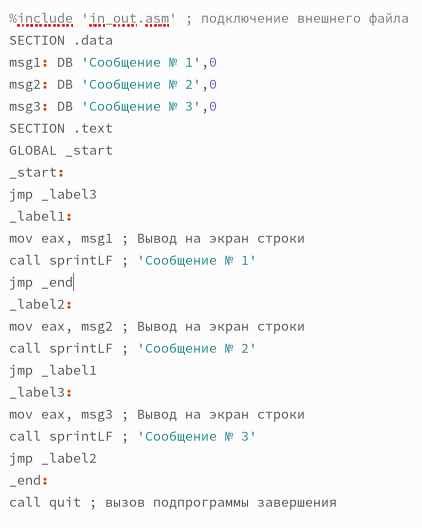 %include 'in_out.asm' ; подключение внешнего файла
SECTION .data
msg1: DB 'Сообщение № 1',0
msg2: DB 'Сообщение № 2',0
msg3: DB 'Сообщение № 3',0
SECTION .text
GLOBAL _start
_start:
jmp _label3
_label1:
mov eax, msg1 ; Вывод на экран строки
call sprintLF ; 'Сообщение № 1'
jmp _end
_label2:
mov eax, msg2 ; Вывод на экран строки
call sprintLF ; 'Сообщение № 2'
jmp _label1
_label3:
mov eax, msg3 ; Вывод на экран строки
call sprintLF ; 'Сообщение № 3'
jmp _label2
_end:
call quit ; вызов подпрограммы завершения